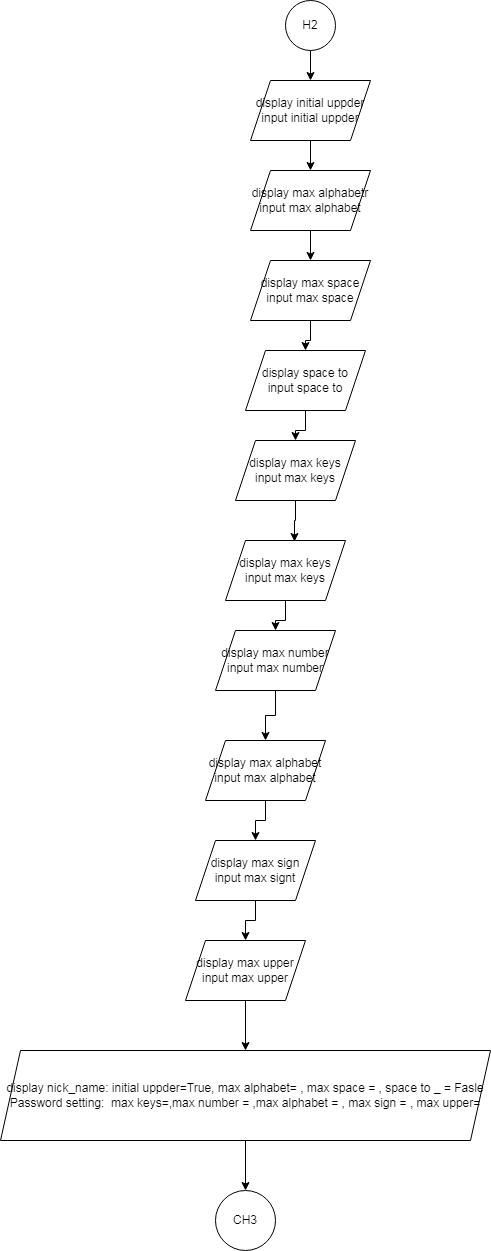 H2
display initial uppder
input initial uppder
display max alphabetr
input max alphabet
display max space
input max space
display space to
input space to
display max keys
input max keys
display max keys
input max keys
display max number
input max number
display max alphabet
input max alphabet
display max sign
input max signt
display max upper
input max upper
display nick_name: initial uppder=True, max alphabet= , max space = , space to _ = Fasle
Password setting:  max keys=,max number = ,max alphabet = , max sign = , max upper=
CH3